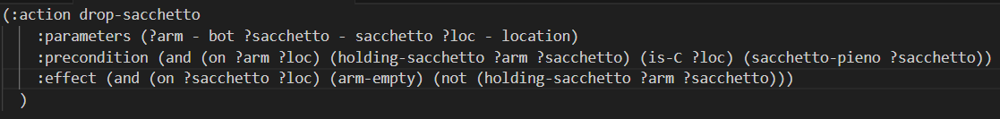 (:action drop-sacchetto
:parameters (?arm - bot ?sacchetto - sacchetto ?loc - location)
:precondition (and (on ?arm ?loc) (holding-sacchetto ?arm ?sacchetto) (is-C ?loc) (sacchetto-pieno ?sacchetto))
:effect (and (on ?sacchetto ?loc) (arm-empty) (not (holding-sacchetto ?arm ?sacchetto)))
)